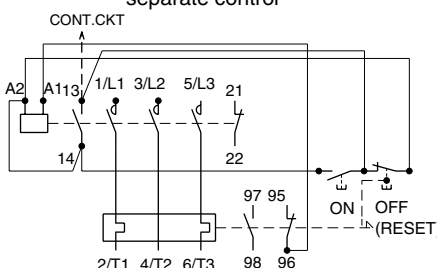 separate control
CONT.CKT
A2 A1 13 1/L1 3/L2 5/L3 21
14 22
97 95 ON OFF
(RESET)
2/T1 4/T2 6/T3 98 96